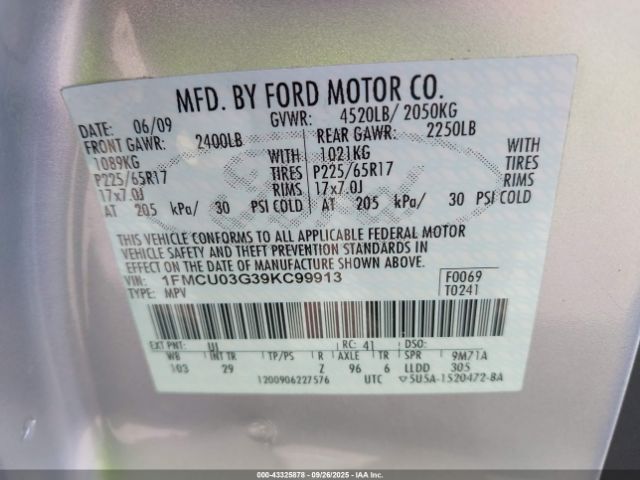 MFD. BY FORD MOTOR CO.
DATE: 06/09 GVWR: 4520LB/ 2050KG
FRONT GAWR: 2400LB REAR GAWR: 2250LB
1089KG WITH 1021KG WITH
P225/65R17 TIRES P225/65R17 TIRES
17x7.0J RIMS 17x7.0J RIMS
AT 205 kPa/ 30 PSI COLD AT 205 kPa/ 30 PSI COLD
THIS VEHICLE CONFORMS TO ALL APPLICABLE FEDERAL MOTOR
VEHICLE SAFETY AND THEFT PREVENTION STANDARDS IN
EFFECT ON THE DATE OF MANUFACTURE SHOWN ABOVE.
VIN: 1FMCU03G39KC99913 F0069
TYPE: MPV T0241
EXT PNT: UI RC: 41 DSO:
WB INT TR TP/PS R AXLE TR SPR 9M71A
103 29 Z 96 6 LLDD 305
1200906227576 UTC 5U5A-1520472-BA
000-43325878 - 09/26/2025 - IAAI.com